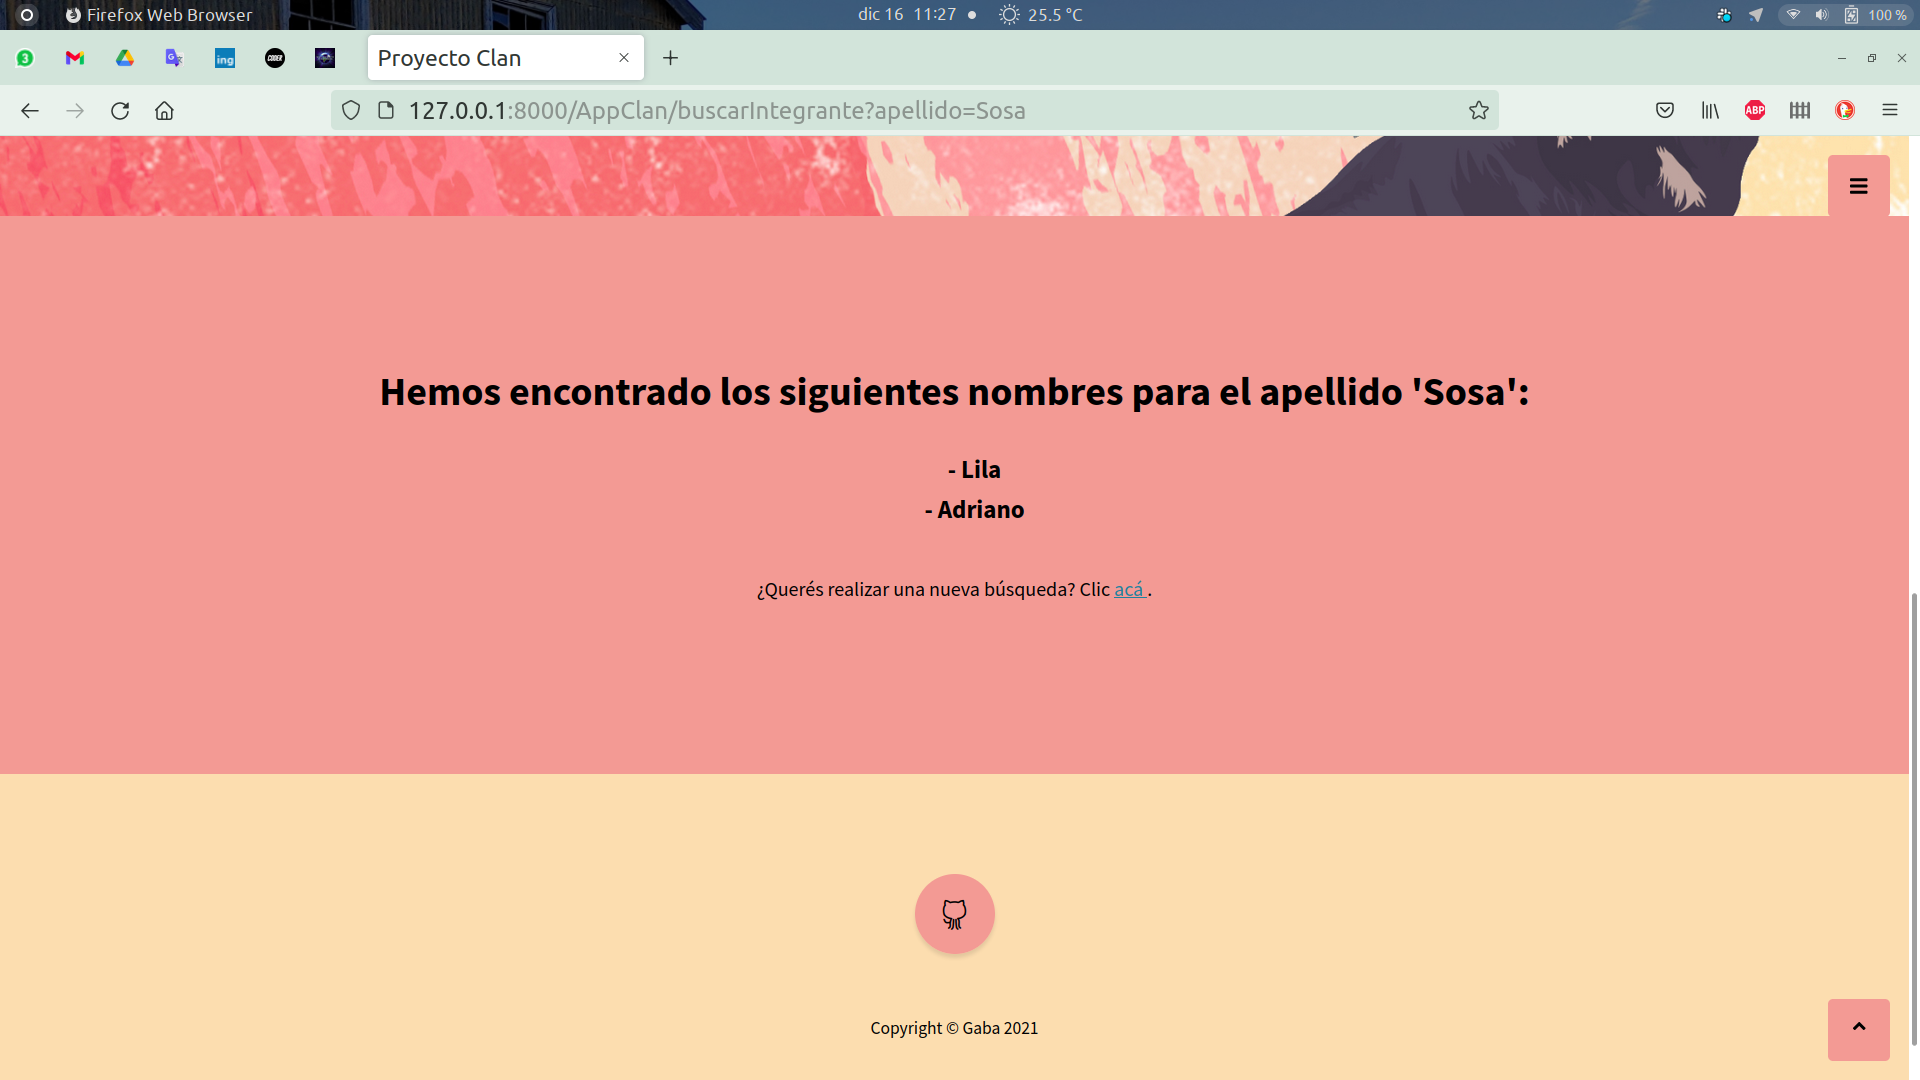 Firefox Web Browser
dic 16 11:27
25.5 °C
100 %
3
ing
CODER
Proyecto Clan
127.0.0.1:8000/AppClan/buscarIntegrante?apellido=Sosa
ABP
Hemos encontrado los siguientes nombres para el apellido 'Sosa':
- Lila
- Adriano
¿Querés realizar una nueva búsqueda? Clic acá .
Copyright © Gaba 2021